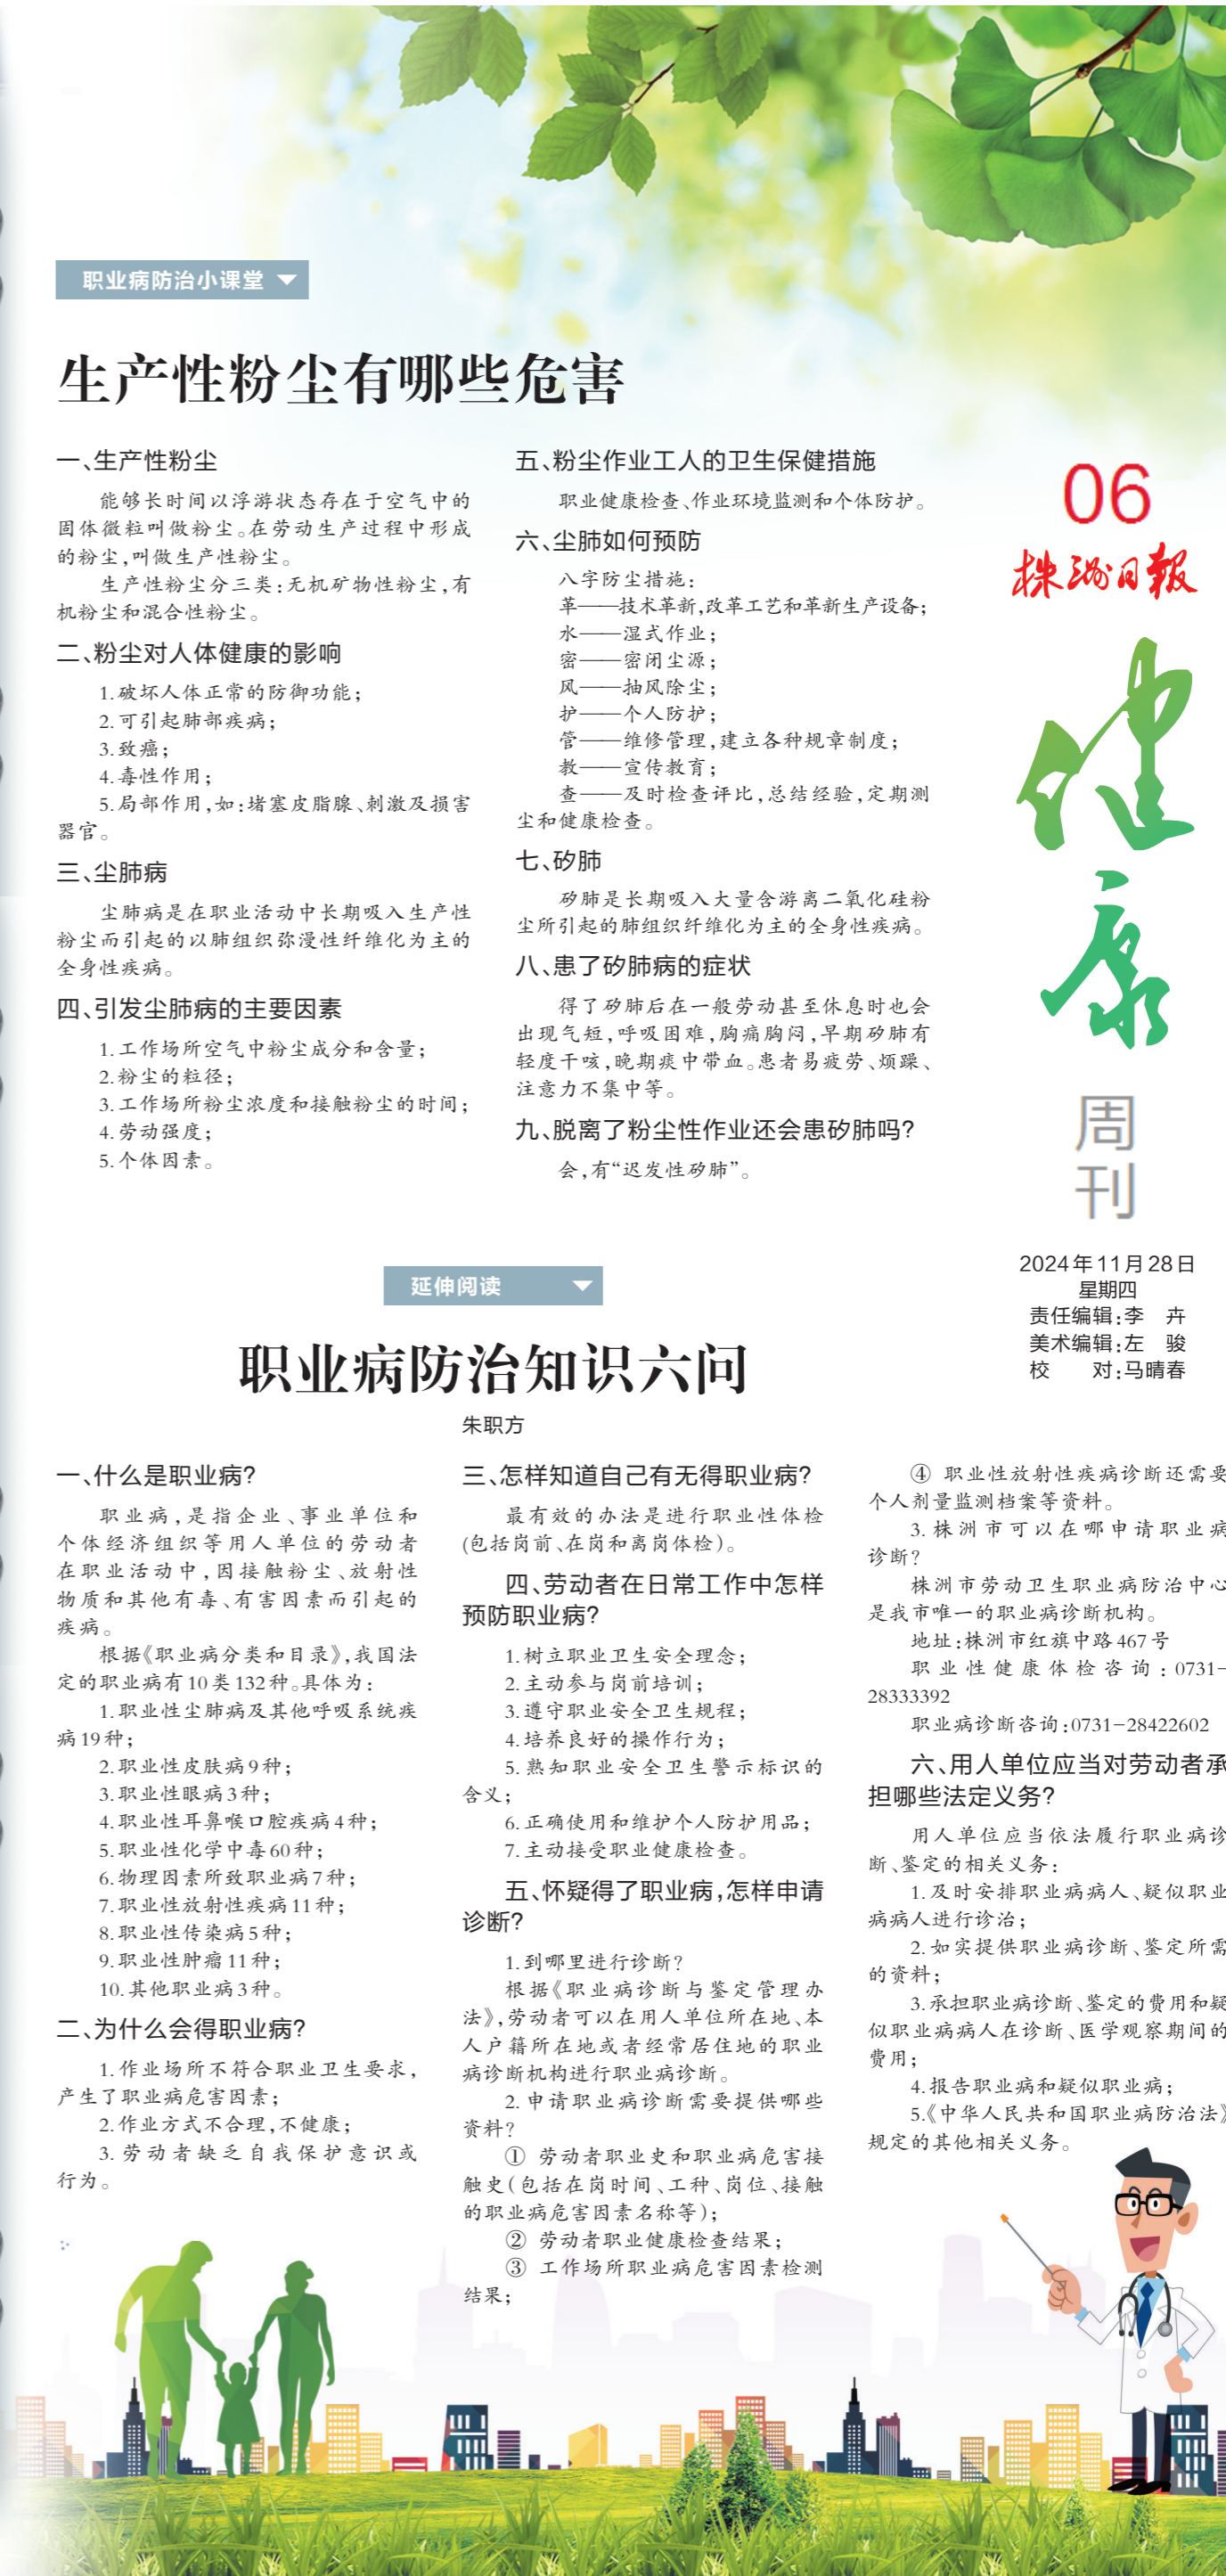 职业病防治小课堂
生产性粉尘有哪些危害
一、生产性粉尘
能够长时间以浮游状态存在于空气中的
固体微粒叫做粉尘。在劳动生产过程中形成
的粉尘,叫做生产性粉尘。
生产性粉尘分三类:无机矿物性粉尘,有
机粉尘和混合性粉尘。
二、粉尘对人体健康的影响
1.破坏人体正常的防御功能;
2.可引起肺部疾病;
3.致癌;
4.毒性作用;
5.局部作用,如:堵塞皮脂腺、刺激及损害
器官。
三、尘肺病
尘肺病是在职业活动中长期吸入生产性
粉尘而引起的以肺组织弥漫性纤维化为主的
全身性疾病。
四、引发尘肺病的主要因素
1.工作场所空气中粉尘成分和含量;
2.粉尘的粒径;
3.工作场所粉尘浓度和接触粉尘的时间;
4.劳动强度;
5.个体因素。
五、粉尘作业工人的卫生保健措施
职业健康检查、作业环境监测和个体防护。
六、尘肺如何预防
八字防尘措施:
革——技术革新,改革工艺和革新生产设备;
水——湿式作业;
密——密闭尘源;
风——抽风除尘;
护——个人防护;
管——维修管理,建立各种规章制度;
教——宣传教育;
查——及时检查评比,总结经验,定期测
尘和健康检查。
七、矽肺
矽肺是长期吸入大量含游离二氧化硅粉
尘所引起的肺组织纤维化为主的全身性疾病。
八、患了矽肺病的症状
得了矽肺后在一般劳动甚至休息时也会
出现气短,呼吸困难,胸痛胸闷,早期矽肺有
轻度干咳,晚期痰中带血。患者易疲劳、烦躁、
注意力不集中等。
九、脱离了粉尘性作业还会患矽肺吗?
会,有“迟发性矽肺”。
06
株洲日報
健
康
周
刊
2024年11月28日
星期四
责任编辑:李 卉
美术编辑:左 骏
校 对:马晴春
延伸阅读
职业病防治知识六问
朱职方
一、什么是职业病?
职业病,是指企业、事业单位和
个体经济组织等用人单位的劳动者
在职业活动中,因接触粉尘、放射性
物质和其他有毒、有害因素而引起的
疾病。
根据《职业病分类和目录》,我国法
定的职业病有10类132种。具体为:
1.职业性尘肺病及其他呼吸系统疾
病19种;
2.职业性皮肤病9种;
3.职业性眼病3种;
4.职业性耳鼻喉口腔疾病4种;
5.职业性化学中毒60种;
6.物理因素所致职业病7种;
7.职业性放射性疾病11种;
8.职业性传染病5种;
9.职业性肿瘤11种;
10.其他职业病3种。
二、为什么会得职业病?
1.作业场所不符合职业卫生要求,
产生了职业病危害因素;
2.作业方式不合理,不健康;
3.劳动者缺乏自我保护意识或
行为。
三、怎样知道自己有无得职业病?
最有效的办法是进行职业性体检
(包括岗前、在岗和离岗体检)。
四、劳动者在日常工作中怎样
预防职业病?
1.树立职业卫生安全理念;
2.主动参与岗前培训;
3.遵守职业安全卫生规程;
4.培养良好的操作行为;
5.熟知职业安全卫生警示标识的
含义;
6.正确使用和维护个人防护用品;
7.主动接受职业健康检查。
五、怀疑得了职业病,怎样申请
诊断?
1.到哪里进行诊断?
根据《职业病诊断与鉴定管理办
法》,劳动者可以在用人单位所在地、本
人户籍所在地或者经常居住地的职业
病诊断机构进行职业病诊断。
2.申请职业病诊断需要提供哪些
资料?
① 劳动者职业史和职业病危害接
触史(包括在岗时间、工种、岗位、接触
的职业病危害因素名称等);
② 劳动者职业健康检查结果;
③ 工作场所职业病危害因素检测
结果;
④ 职业性放射性疾病诊断还需要
个人剂量监测档案等资料。
3.株洲市可以在哪申请职业病
诊断?
株洲市劳动卫生职业病防治中心
是我市唯一的职业病诊断机构。
地址:株洲市红旗中路467号
职业性健康体检咨询:0731-
28333392
职业病诊断咨询:0731-28422602
六、用人单位应当对劳动者承
担哪些法定义务?
用人单位应当依法履行职业病诊
断、鉴定的相关义务:
1.及时安排职业病病人、疑似职业
病病人进行诊治;
2.如实提供职业病诊断、鉴定所需
的资料;
3.承担职业病诊断、鉴定的费用和疑
似职业病病人在诊断、医学观察期间的
费用;
4.报告职业病和疑似职业病;
5.《中华人民共和国职业病防治法》
规定的其他相关义务。